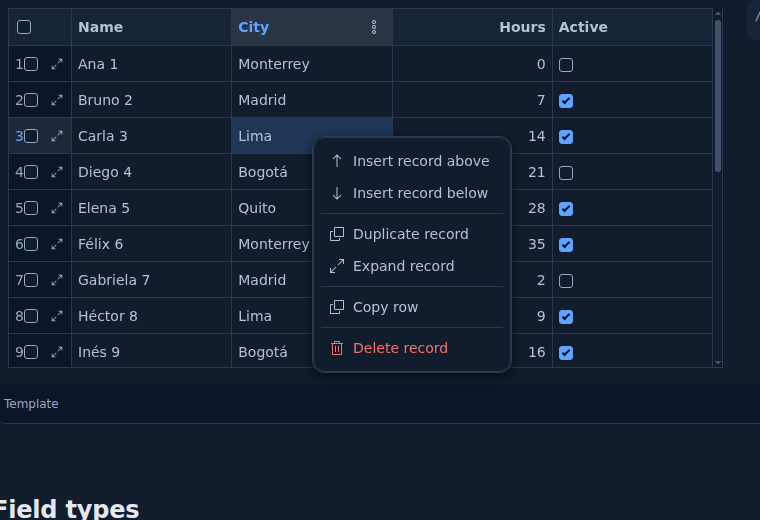 Name City Hours Active
1 Ana 1 Monterrey 0
2 Bruno 2 Madrid 7
3 Carla 3 Lima 14
4 Diego 4 Bogotá 21
5 Elena 5 Quito 28
6 Félix 6 Monterrey 35
7 Gabriela 7 Madrid 2
8 Héctor 8 Lima 9
9 Inés 9 Bogotá 16
Insert record above
Insert record below
Duplicate record
Expand record
Copy row
Delete record
Template
Field types